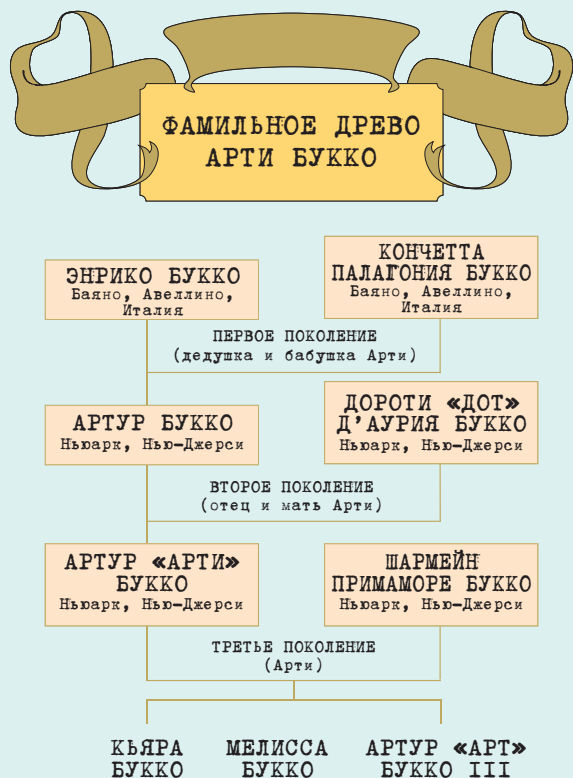 ФАМИЛЬНОЕ ДРЕВО
АРТИ БУККО
ЭНРИКО БУККО
Баяно, Авеллино,
Италия
КОНЧЕТТА
ПАЛАГОНИЯ БУККО
Баяно, Авеллино,
Италия
ПЕРВОЕ ПОКОЛЕНИЕ
(дедушка и бабушка Арти)
АРТУР БУККО
Ньюарк, Нью-Джерси
ДОРОТИ «ДОТ»
Д'АУРИЯ БУККО
Ньюарк, Нью-Джерси
ВТОРОЕ ПОКОЛЕНИЕ
(отец и мать Арти)
АРТУР «АРТИ»
БУККО
Ньюарк, Нью-Джерси
ШАРМЕЙН
ПРИМАМОРЕ БУККО
Ньюарк, Нью-Джерси
ТРЕТЬЕ ПОКОЛЕНИЕ
(Арти)
КЬЯРА
БУККО
МЕЛИССА
БУККО
АРТУР «АРТ»
БУККО III